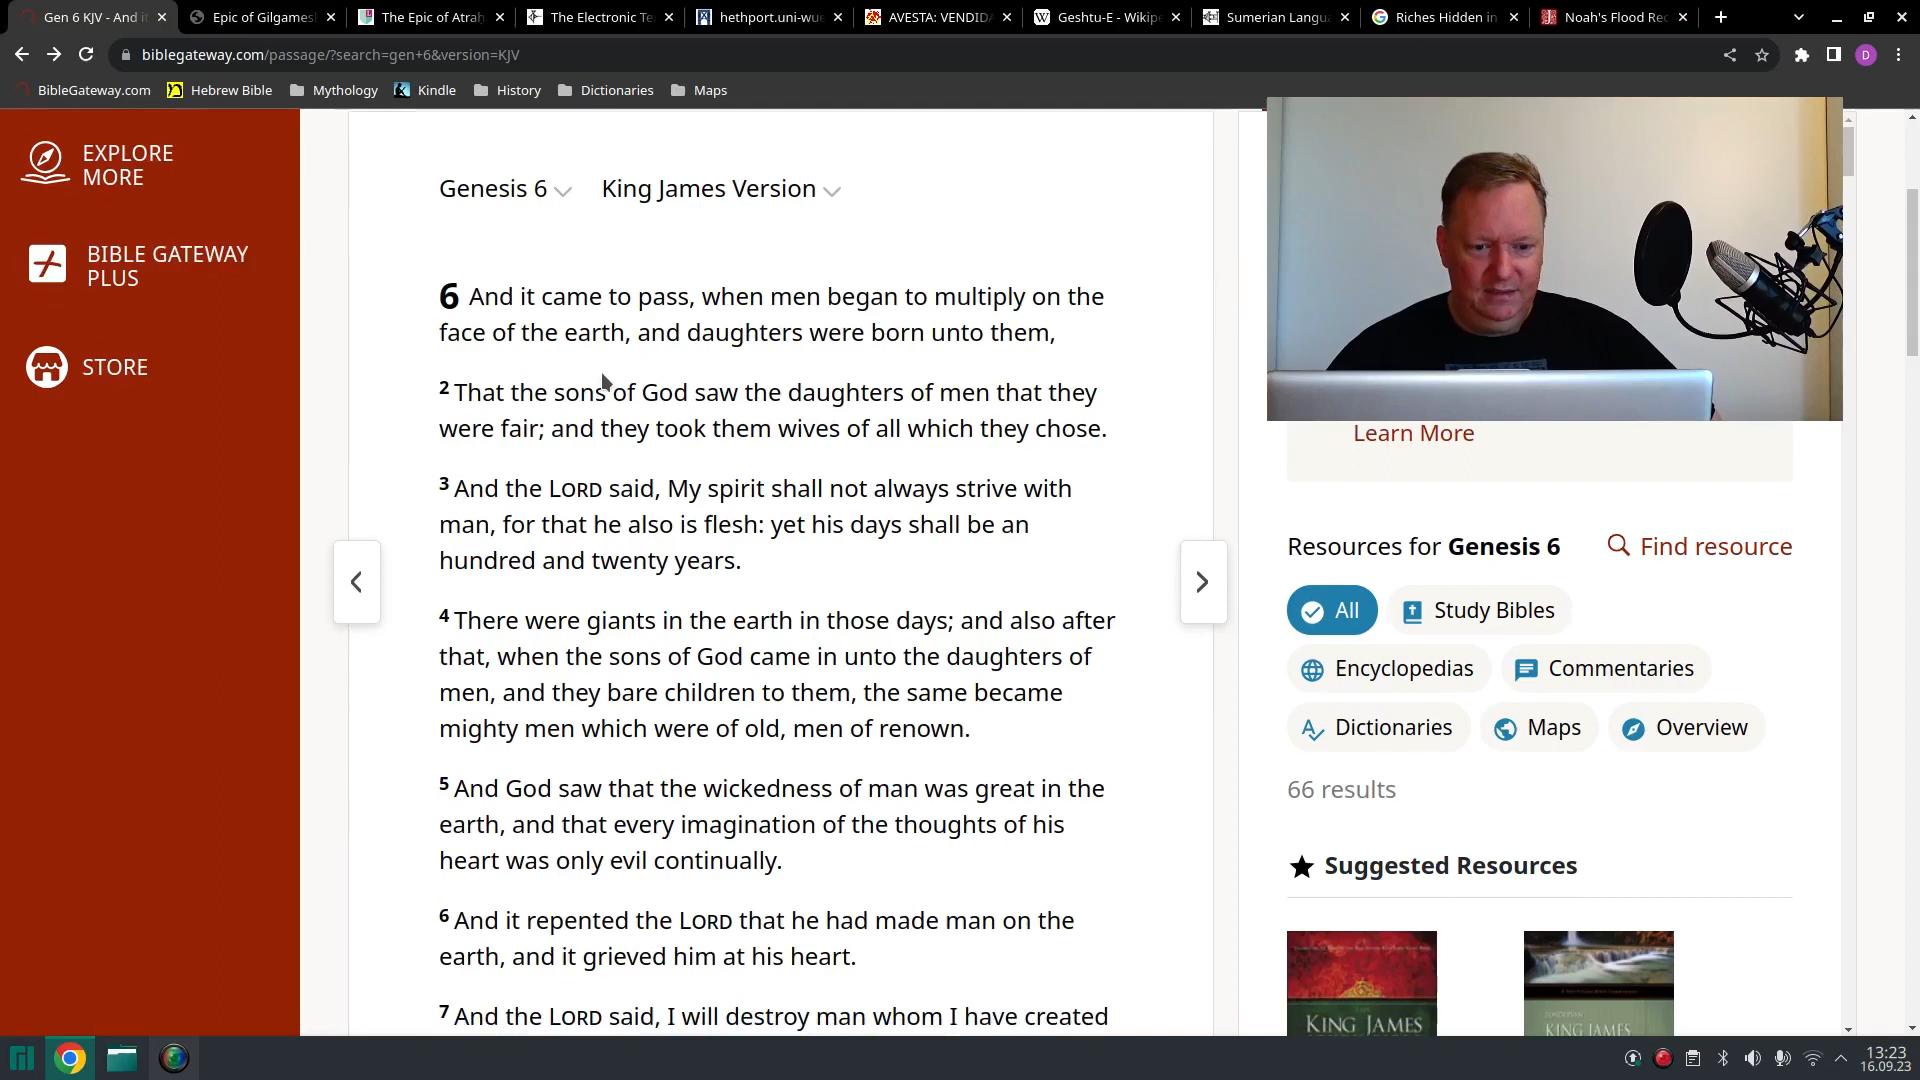 Gen 6 KJV - And it
Epic of Gilgamesh
The Epic of Atrah
The Electronic Te
hethport.uni-wue
AVESTA: VENDIDA
Geshtu-E - Wikipe
Sumerian Langua
Riches Hidden in
Noah's Flood Rec
biblegateway.com/passage/?search=gen+6&version=KJV
D
BibleGateway.com
Hebrew Bible
Mythology
Kindle
History
Dictionaries
Maps
EXPLORE
MORE
BIBLE GATEWAY
PLUS
STORE
Genesis 6
King James Version
6 And it came to pass, when men began to multiply on the
face of the earth, and daughters were born unto them,
2 That the sons of God saw the daughters of men that they
were fair; and they took them wives of all which they chose.
3 And the LORD said, My spirit shall not always strive with
man, for that he also is flesh: yet his days shall be an
hundred and twenty years.
4 There were giants in the earth in those days; and also after
that, when the sons of God came in unto the daughters of
men, and they bare children to them, the same became
mighty men which were of old, men of renown.
5 And God saw that the wickedness of man was great in the
earth, and that every imagination of the thoughts of his
heart was only evil continually.
6 And it repented the LORD that he had made man on the
earth, and it grieved him at his heart.
7 And the LORD said, I will destroy man whom I have created
Learn More
Resources for Genesis 6
Find resource
All
Study Bibles
Encyclopedias
Commentaries
Dictionaries
Maps
Overview
66 results
Suggested Resources
KING JAMES
KING JAMES
13:23
16.09.23